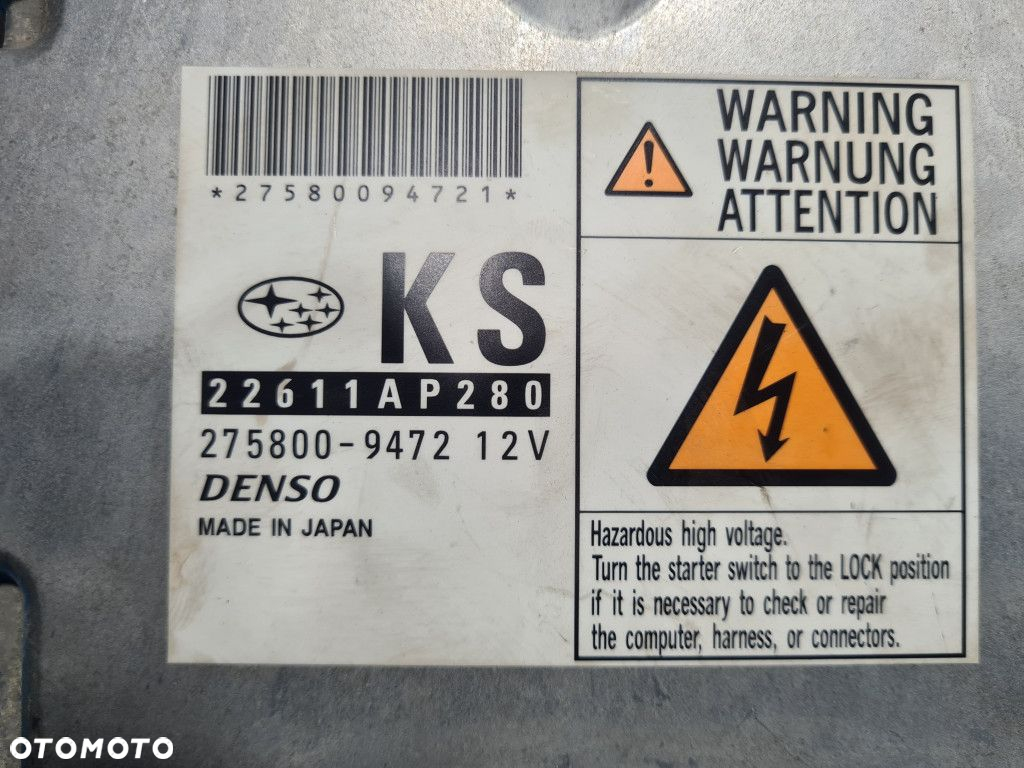 *27580094721*
KS
22611AP280
275800-9472 12V
DENSO
MADE IN JAPAN
WARNING
WARNUNG
ATTENTION
Hazardous high voltage.
Turn the starter switch to the LOCK position
if it is necessary to check or repair
the computer, harness, or connectors.
OTOMOTO